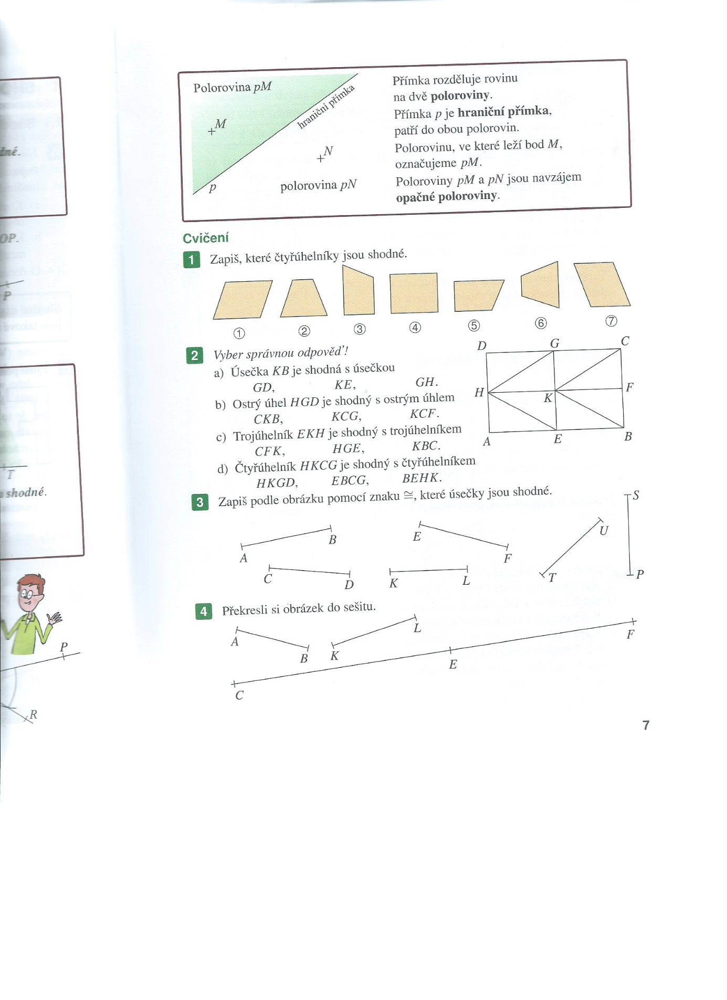 Polorovina pM
M
hraniční přímka
N
p
polorovina pN
Přímka rozděluje rovinu
na dvě poloroviny.
Přímka p je hraniční přímka,
patří do obou polorovin.
Polorovinu, ve které leží bod M,
označujeme pM.
Poloroviny pM a pN jsou navzájem
opačné poloroviny.
OP.
P
T
shodné.
P
R
Cvičení
1 Zapiš, které čtyřúhelníky jsou shodné.
① ② ③ ④ ⑤ ⑥ ⑦
2 Vyber správnou odpověď!
a) Úsečka KB je shodná s úsečkou
GD, KE, GH.
b) Ostrý úhel HGD je shodný s ostrým úhlem
CKB, KCG, KCF.
c) Trojúhelník EKH je shodný s trojúhelníkem
CFK, HGE, KBC.
d) Čtyřúhelník HKCG je shodný s čtyřúhelníkem
HKGD, EBCG, BEHK.
D G C
H K F
A E B
3 Zapiš podle obrázku pomocí znaku ≅, které úsečky jsou shodné.
A B E F U S
C D K L T P
4 Překresli si obrázek do sešitu.
A B K L
C E F
7